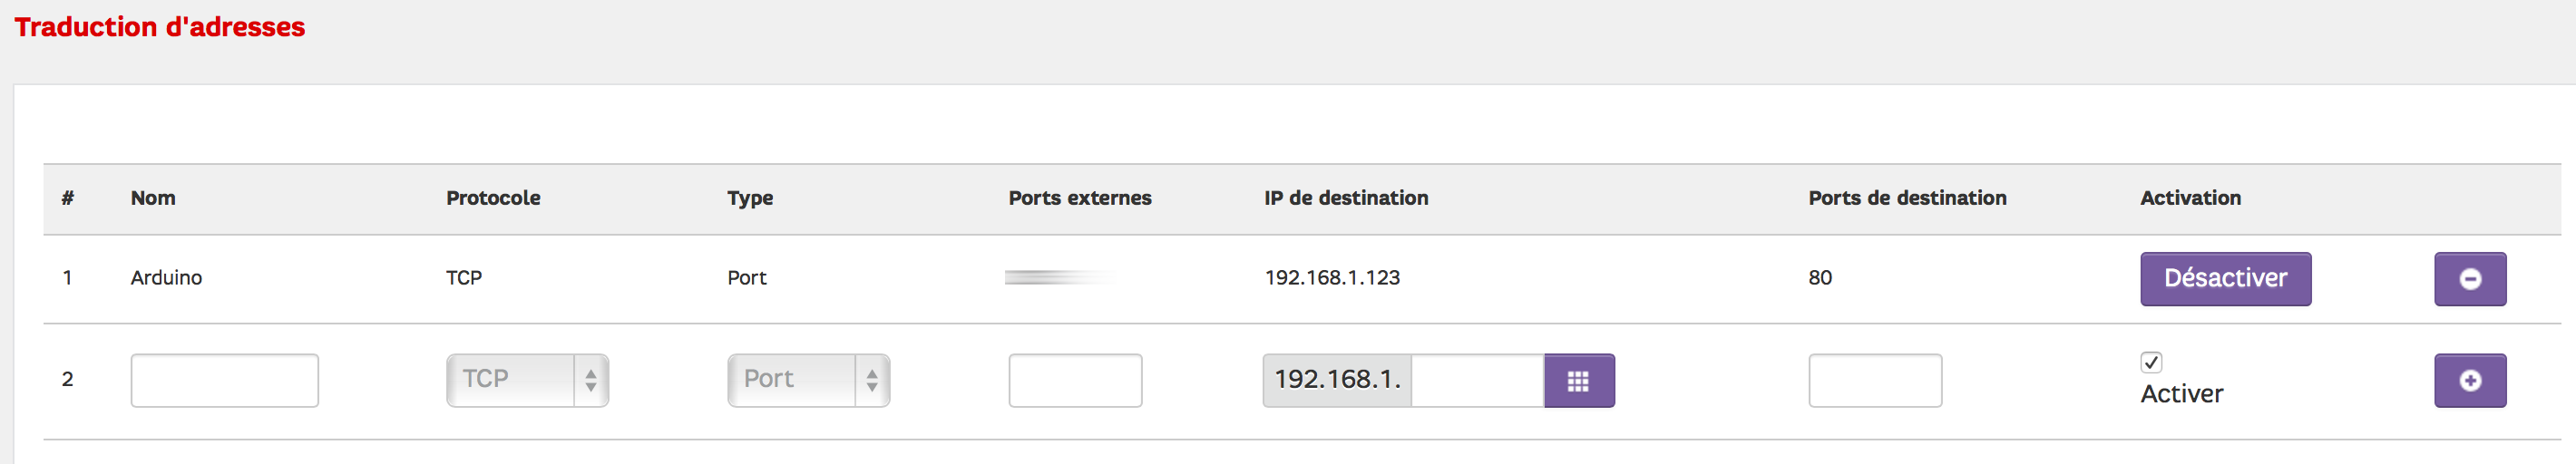 Traduction d'adresses
# Nom Protocole Type Ports externes IP de destination Ports de destination Activation
1 Arduino TCP Port 192.168.1.123 80 Désactiver
2 TCP Port 192.168.1. Activer